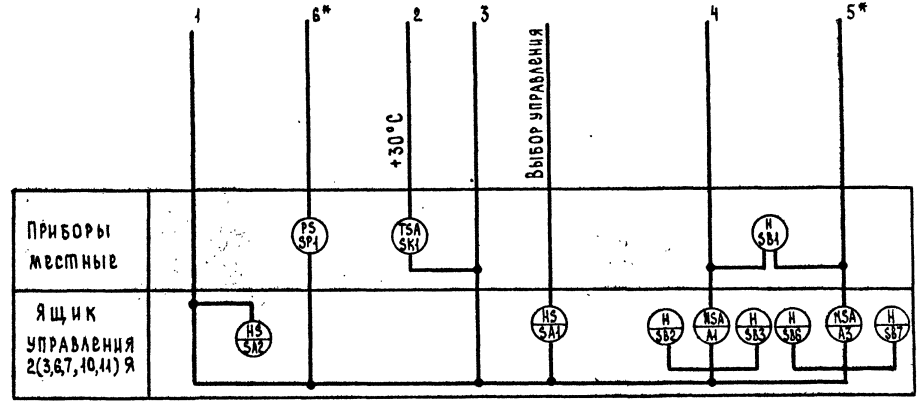 1 6* 2 3 4 5*
+30°C
Выбор управления
Приборы
местные
PS
SP1
TSA
SK1
H
SB1
Ящик
управления
2(3,6,7,10,11) Я
HS
SA2
HS
SA1
H
SB2
NSA
A1
H
SB3
H
SB6
NSA
A3
H
SB7